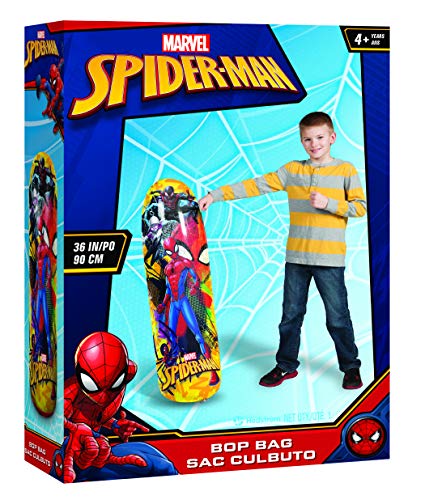 MARVEL
SPIDER-MAN
4+ YEARS
ANS
36 IN/PO
90 CM
MARVEL
SPIDER-MAN
BOP BAG
SAC CULBUTO